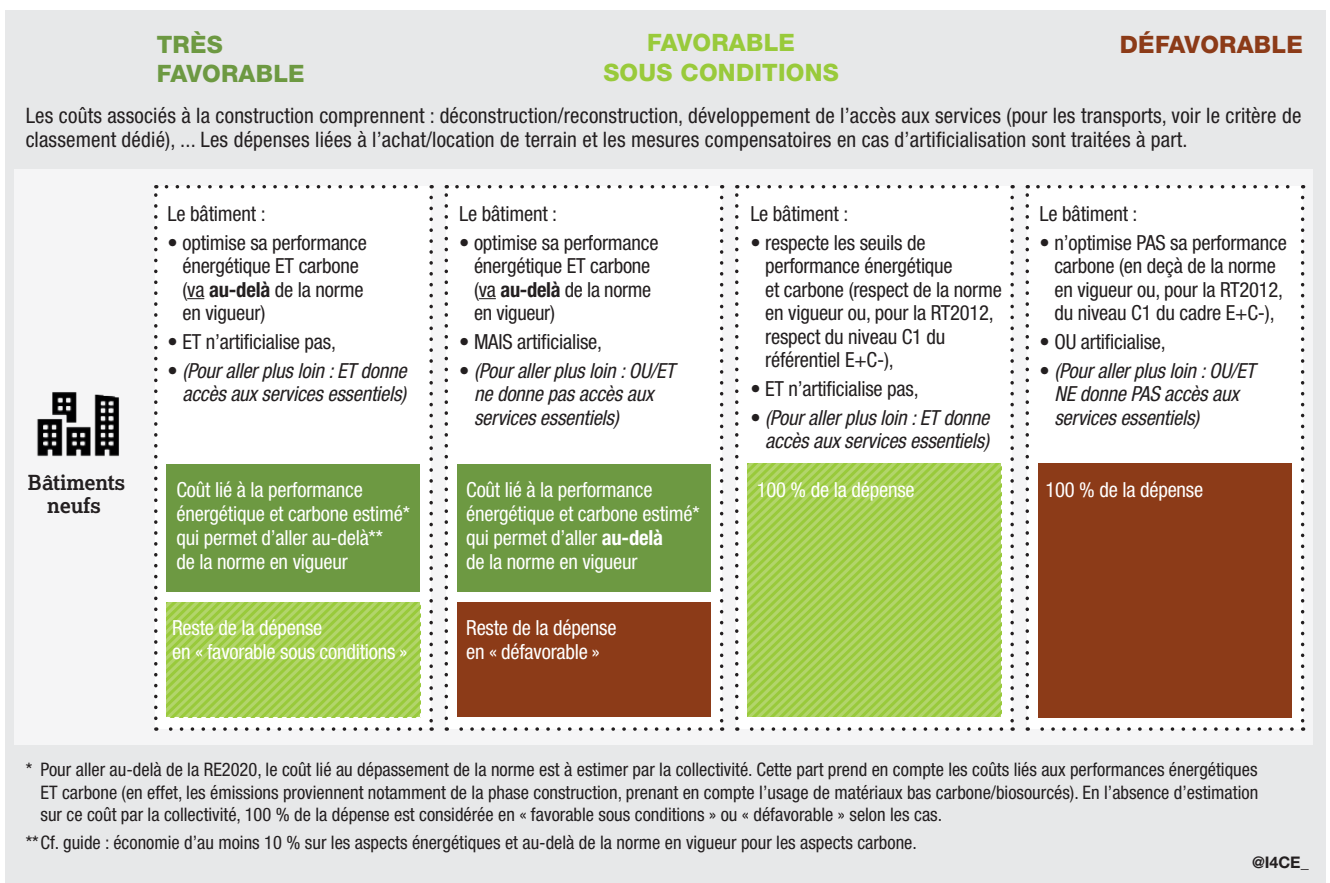 TRÈS
FAVORABLE
FAVORABLE
SOUS CONDITIONS
DÉFAVORABLE
Les coûts associés à la construction comprennent : déconstruction/reconstruction, développement de l'accès aux services (pour les transports, voir le critère de
classement dédié), ... Les dépenses liées à l'achat/location de terrain et les mesures compensatoires en cas d'artificialisation sont traitées à part.
Bâtiments
neufs
Le bâtiment :
• optimise sa performance
énergétique ET carbone
(va au-delà de la norme
en vigueur)
• ET n'artificialise pas,
• (Pour aller plus loin : ET donne
accès aux services essentiels)
Coût lié à la performance
énergétique et carbone estimé*
qui permet d'aller au-delà**
de la norme en vigueur
Reste de la dépense
en « favorable sous conditions »
Le bâtiment :
• optimise sa performance
énergétique ET carbone
(va au-delà de la norme
en vigueur)
• MAIS artificialise,
• (Pour aller plus loin : OU/ET
ne donne pas accès aux
services essentiels)
Coût lié à la performance
énergétique et carbone estimé*
qui permet d'aller au-delà
de la norme en vigueur
Reste de la dépense
en « défavorable »
Le bâtiment :
• respecte les seuils de
performance énergétique
et carbone (respect de la norme
en vigueur ou, pour la RT2012,
respect du niveau C1 du
référentiel E+C-),
• ET n'artificialise pas,
• (Pour aller plus loin : ET donne
accès aux services essentiels)
100 % de la dépense
Le bâtiment :
• n'optimise PAS sa performance
carbone (en deçà de la norme
en vigueur ou, pour la RT2012,
du niveau C1 du cadre E+C-),
• OU artificialise,
• (Pour aller plus loin : OU/ET
NE donne PAS accès aux
services essentiels)
100 % de la dépense
* Pour aller au-delà de la RE2020, le coût lié au dépassement de la norme est à estimer par la collectivité. Cette part prend en compte les coûts liés aux performances énergétiques
ET carbone (en effet, les émissions proviennent notamment de la phase construction, prenant en compte l'usage de matériaux bas carbone/biosourcés). En l'absence d'estimation
sur ce coût par la collectivité, 100 % de la dépense est considérée en « favorable sous conditions » ou « défavorable » selon les cas.
** Cf. guide : économie d'au moins 10 % sur les aspects énergétiques et au-delà de la norme en vigueur pour les aspects carbone.
@I4CE_